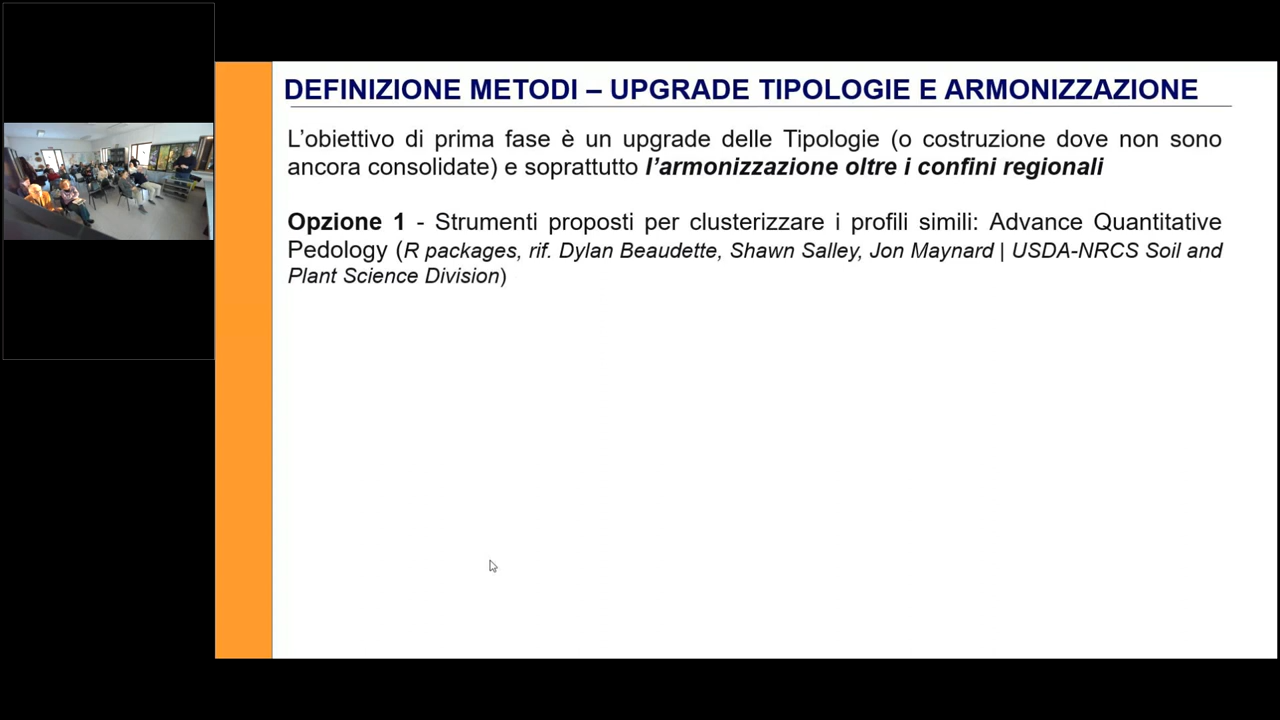 DEFINIZIONE METODI – UPGRADE TIPOLOGIE E ARMONIZZAZIONE
L’obiettivo di prima fase è un upgrade delle Tipologie (o costruzione dove non sono
ancora consolidate) e soprattutto l’armonizzazione oltre i confini regionali
Opzione 1 - Strumenti proposti per clusterizzare i profili simili: Advance Quantitative
Pedology (R packages, rif. Dylan Beaudette, Shawn Salley, Jon Maynard | USDA-NRCS Soil and
Plant Science Division)